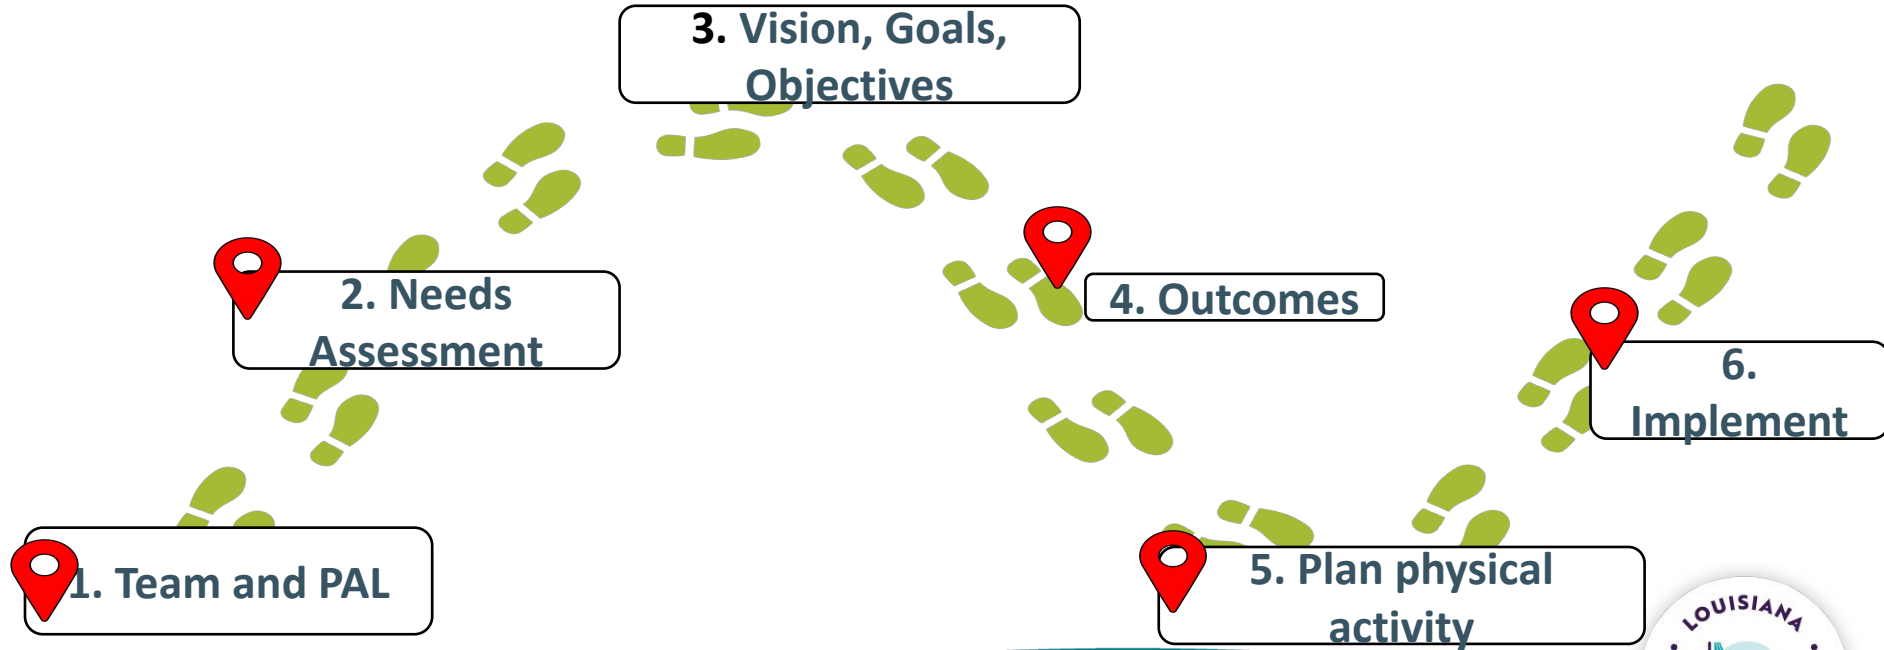 3. Vision, Goals,
Objectives
2. Needs
Assessment
4. Outcomes
6.
Implement
1. Team and PAL
5. Plan physical
activity
LOUISIANA